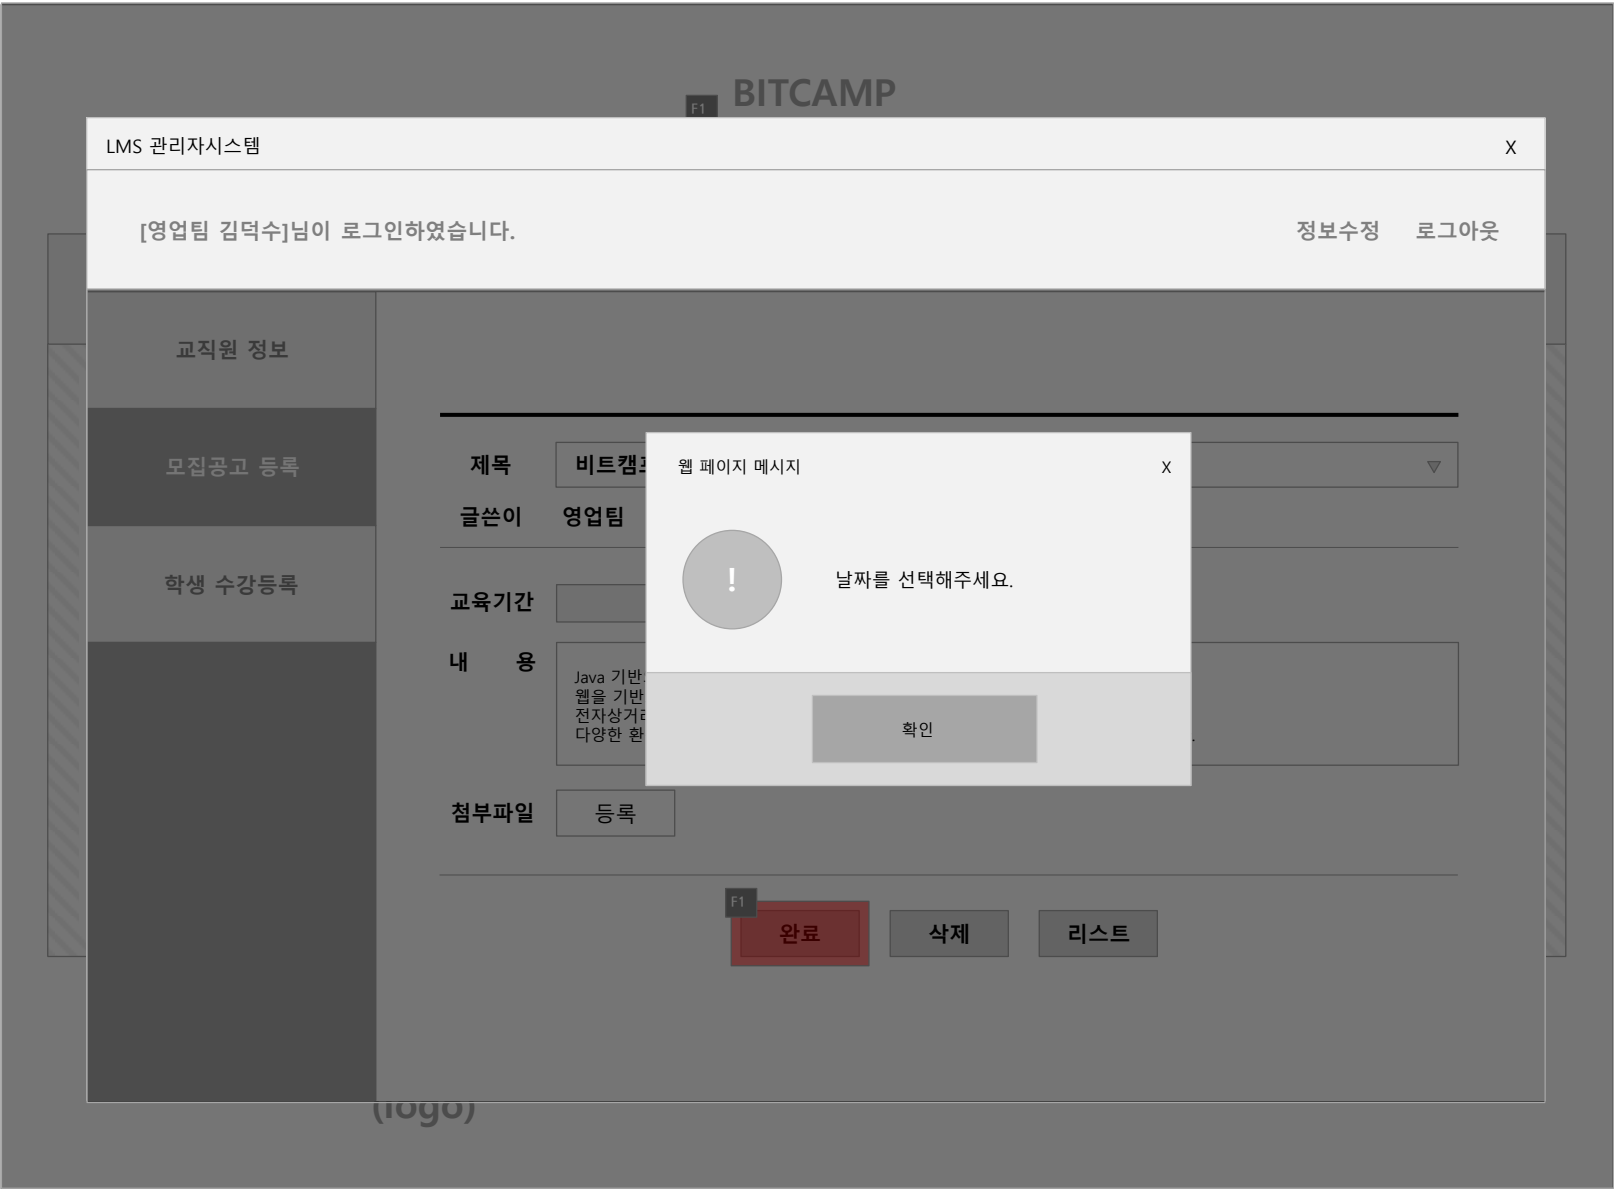 BITCAMP
F1
LMS 관리자시스템
X
[영업팀 김덕수]님이 로그인하였습니다.
정보수정 로그아웃
교직원 정보
모집공고 등록
학생 수강등록
제목
글쓴이 영업팀
교육기간
내 용
Java 기반
웹을 기반
전자상거
다양한 환
웹 페이지 메시지
X
!
날짜를 선택해주세요.
확인
첨부파일 등록
F1
완료 삭제 리스트
(logo)